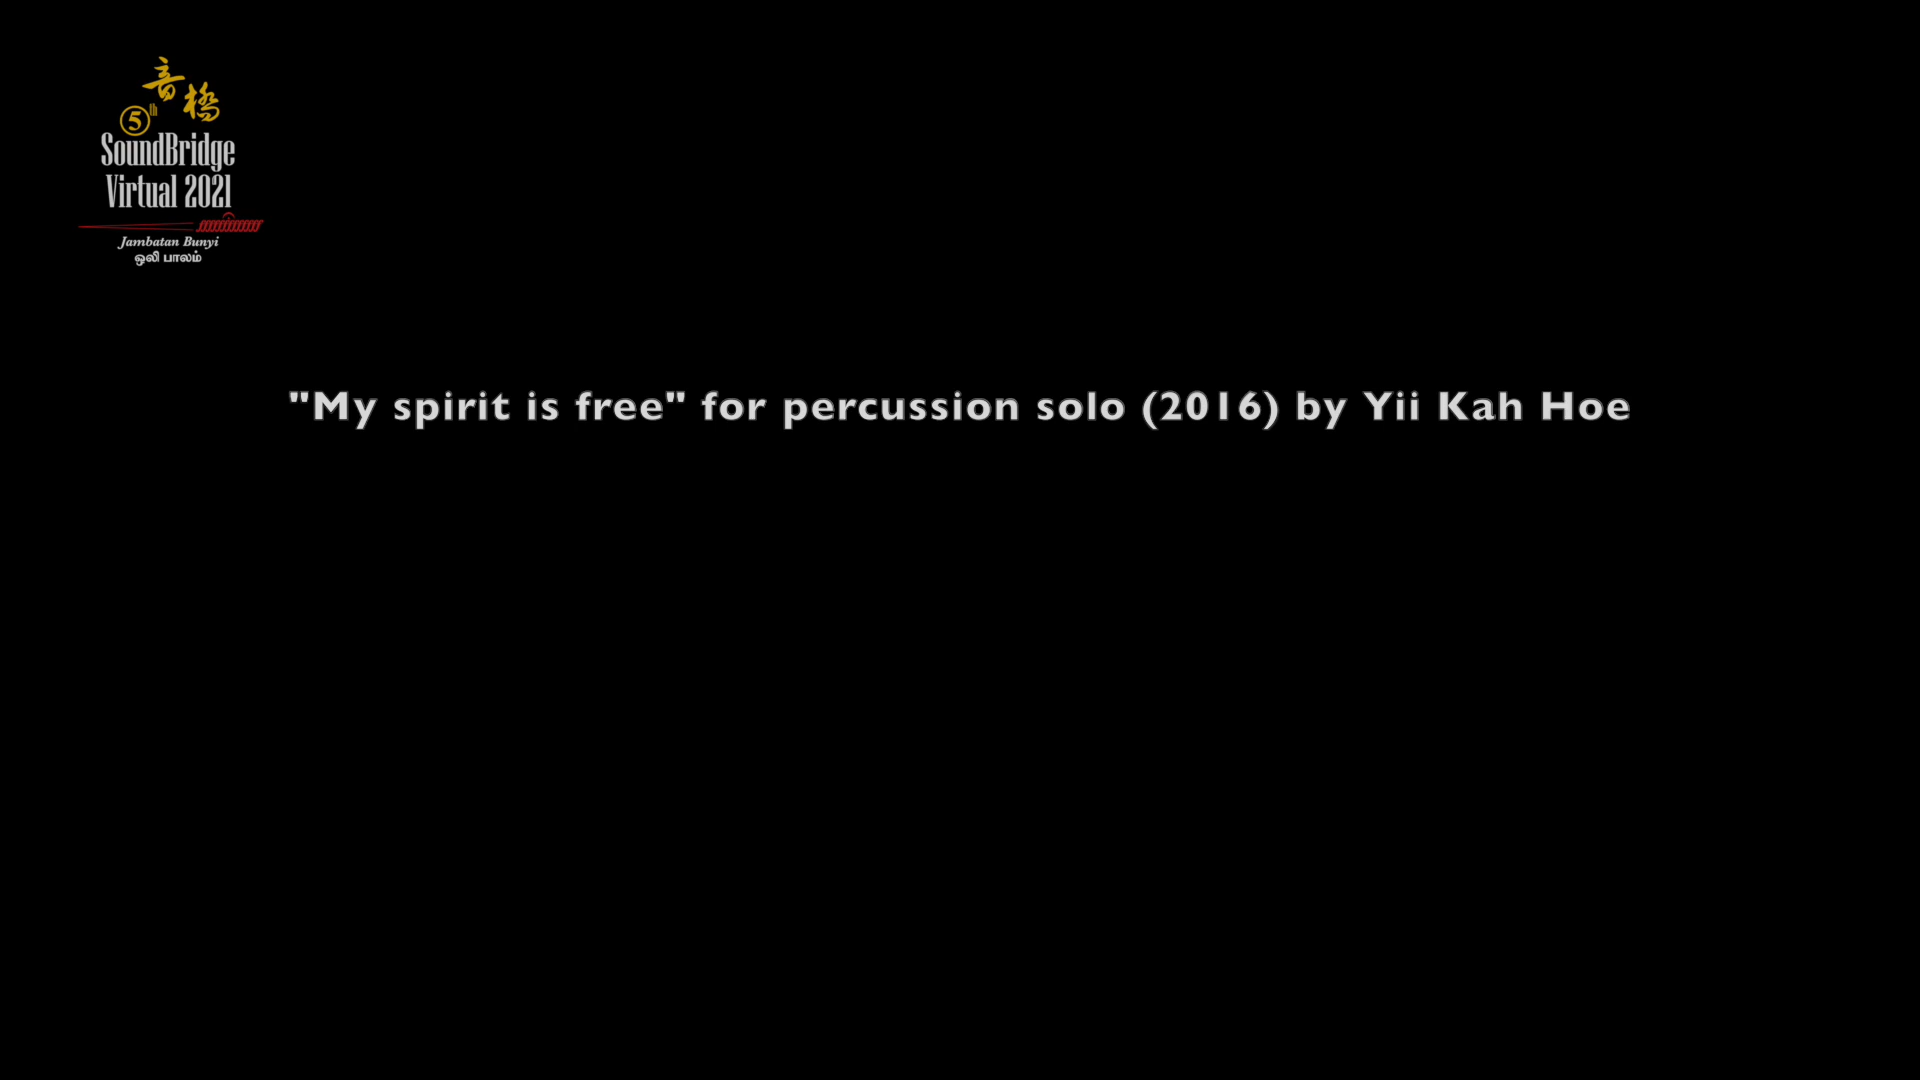 音橋
5th
SoundBridge
Virtual 2021
Jambatan Bunyi
ஒலி பாலம்
"My spirit is free" for percussion solo (2016) by Yii Kah Hoe